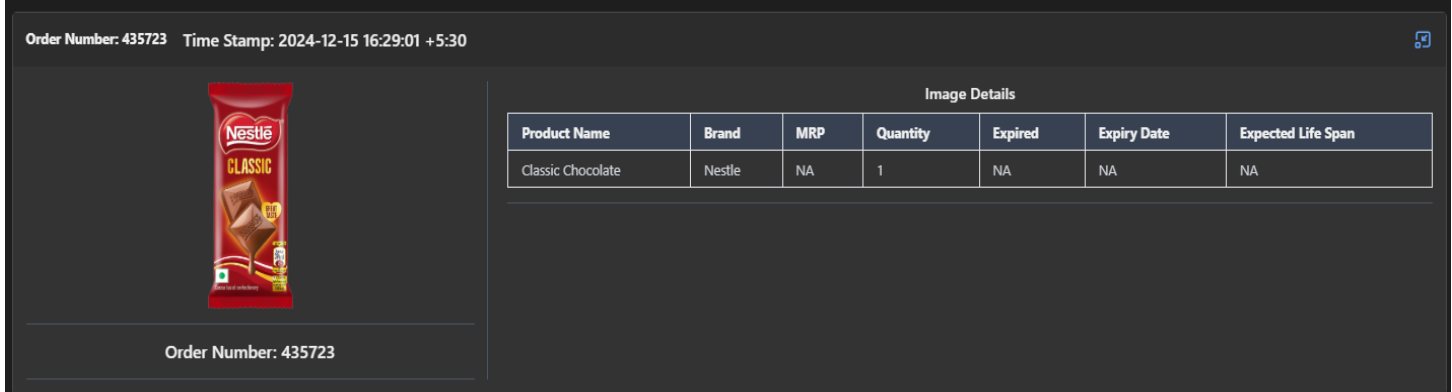 Order Number: 435723 Time Stamp: 2024-12-15 16:29:01 +5:30
Nestlé
CLASSIC
GREAT TASTE
Order Number: 435723
Image Details
Product Name Brand MRP Quantity Expired Expiry Date Expected Life Span
Classic Chocolate Nestle NA 1 NA NA NA